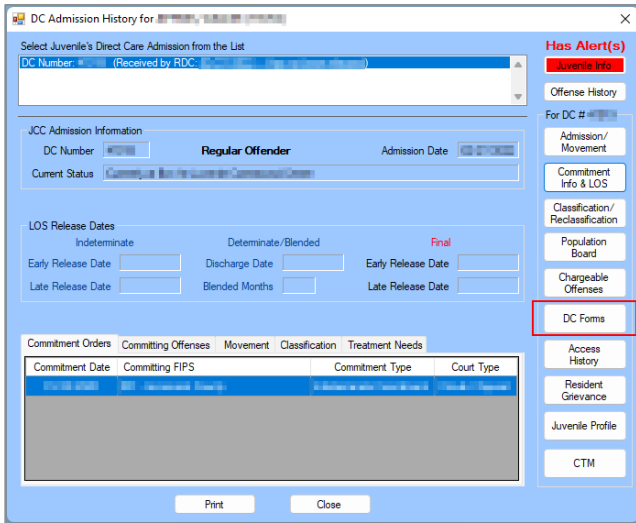 DC Admission History for
Select Juvenile's Direct Care Admission from the List
DC Number: (Received by RDC: )
Has Alert(s)
Juvenile Info
Offense History
For DC #
Admission/
Movement
Commitment
Info & LOS
Classification/
Reclassification
Population
Board
Chargeable
Offenses
DC Forms
Access
History
Resident
Grievance
Juvenile Profile
CTM
JCC Admission Information
DC Number Regular Offender Admission Date
Current Status
LOS Release Dates
Indeterminate Determinate/Blended Final
Early Release Date Discharge Date Early Release Date
Late Release Date Blended Months Late Release Date
Commitment Orders Committing Offenses Movement Classification Treatment Needs
Commitment Date Committing FIPS Commitment Type Court Type
Print Close